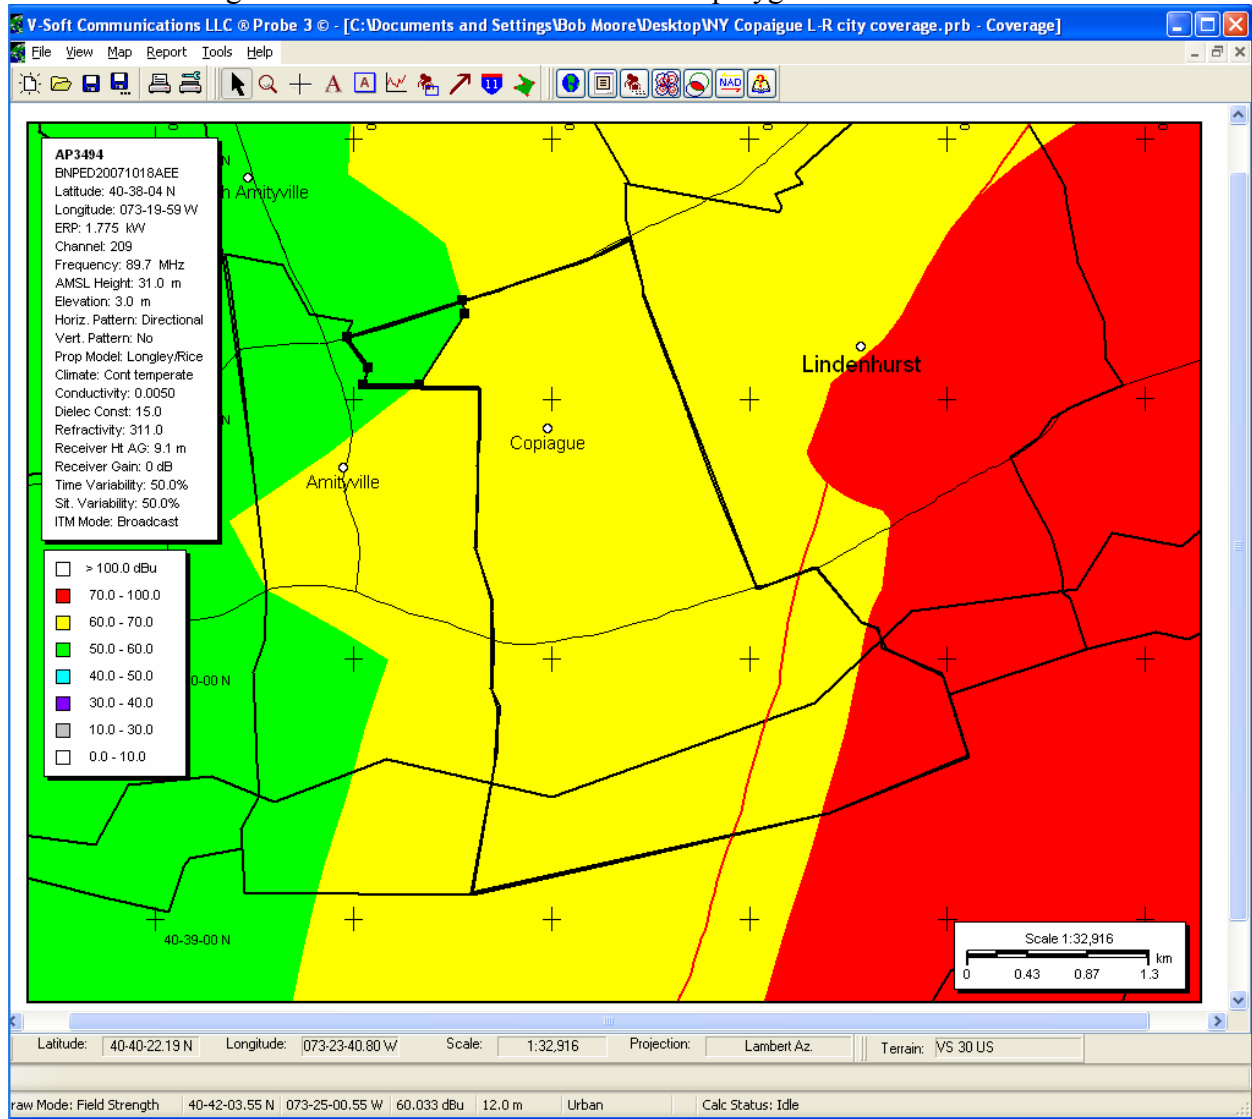 V-Soft Communications LLC ® Probe 3 © - [C:\Documents and Settings\Bob Moore\Desktop\NY Copaigue L-R city coverage.prb - Coverage]
File View Map Report Tools Help
A A 11 NAD
AP3494
BNPED20071018AEE
Latitude: 40-38-04 N
Longitude: 073-19-59 W
ERP: 1.775 kW
Channel: 209
Frequency: 89.7 MHz
AMSL Height: 31.0 m
Elevation: 3.0 m
Horiz. Pattern: Directional
Vert. Pattern: No
Prop Model: Longley/Rice
Climate: Cont temperate
Conductivity: 0.0050
Dielec Const: 15.0
Refractivity: 311.0
Receiver Ht AG: 9.1 m
Receiver Gain: 0 dB
Time Variability: 50.0%
Sit. Variability: 50.0%
ITM Mode: Broadcast
> 100.0 dBu
70.0 - 100.0
60.0 - 70.0
50.0 - 60.0
40.0 - 50.0
30.0 - 40.0
10.0 - 30.0
0.0 - 10.0
N
h Amityville
Lindenhurst
N
Copiague
Amityville
0-00 N
40-39-00 N
Scale 1:32,916
km
0 0.43 0.87 1.3
Latitude: 40-40-22.19 N Longitude: 073-23-40.80 W Scale: 1:32,916 Projection: Lambert Az. Terrain: VS 30 US
raw Mode: Field Strength 40-42-03.55 N 073-25-00.55 W 60.033 dBu 12.0 m Urban Calc Status: Idle